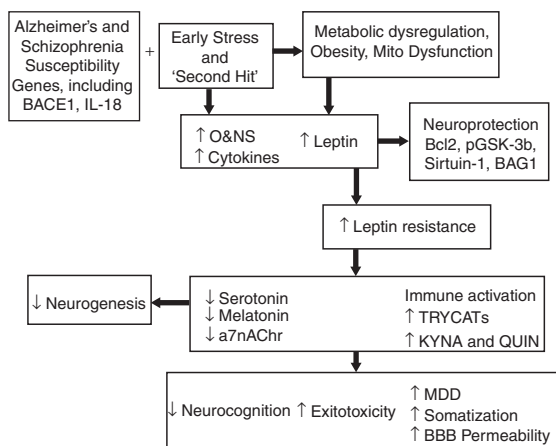 Alzheimer's and
Schizophrenia
Susceptibility
Genes, including
BACE1, IL-18
+
Early Stress
and
'Second Hit'
Metabolic dysregulation,
Obesity, Mito Dysfunction
↑ O&NS
↑ Cytokines
↑ Leptin
Neuroprotection
Bcl2, pGSK-3b,
Sirtuin-1, BAG1
↑ Leptin resistance
↓ Neurogenesis
↓ Serotonin
↓ Melatonin
↓ a7nAChr
Immune activation
↑ TRYCATs
↑ KYNA and QUIN
↓ Neurocognition
↑ Exitotoxicity
↑ MDD
↑ Somatization
↑ BBB Permeability